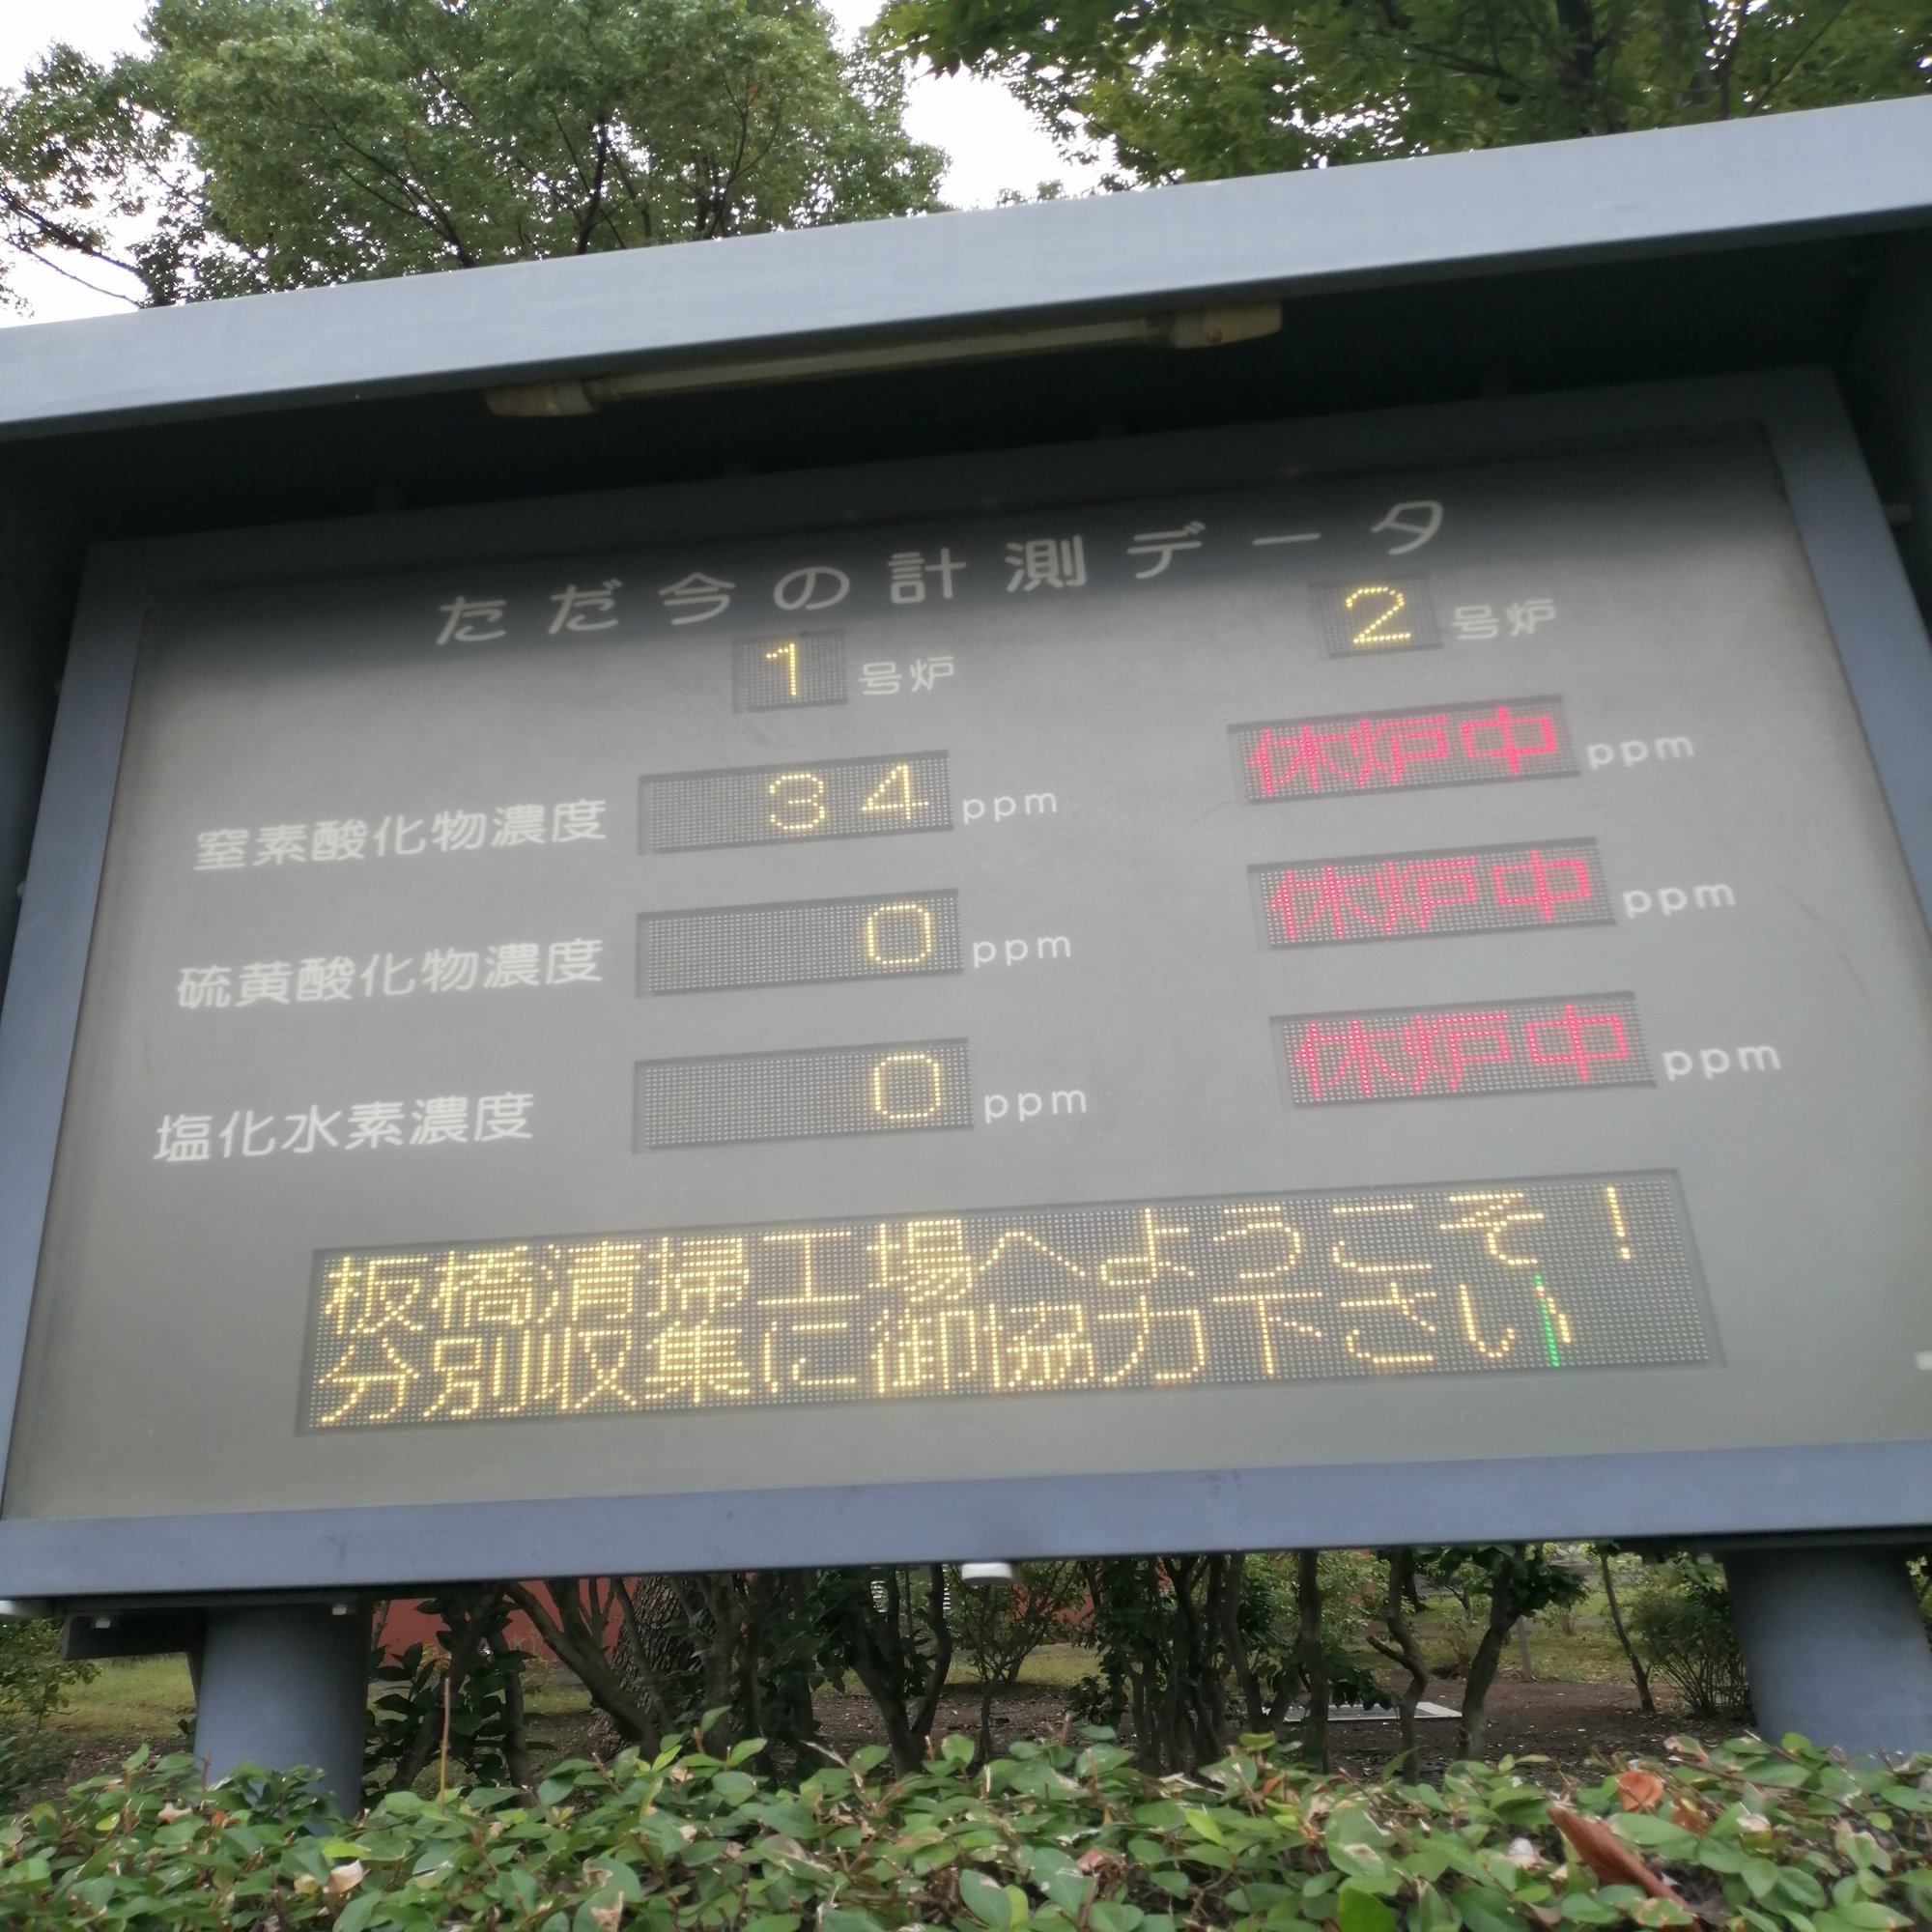 ただ今の計測データ
1 号炉 2 号炉
窒素酸化物濃度 34 ppm 休炉中 ppm
硫黄酸化物濃度 0 ppm 休炉中 ppm
塩化水素濃度 0 ppm 休炉中 ppm
板橋清掃工場へようこそ！
分別収集に御協力下さい